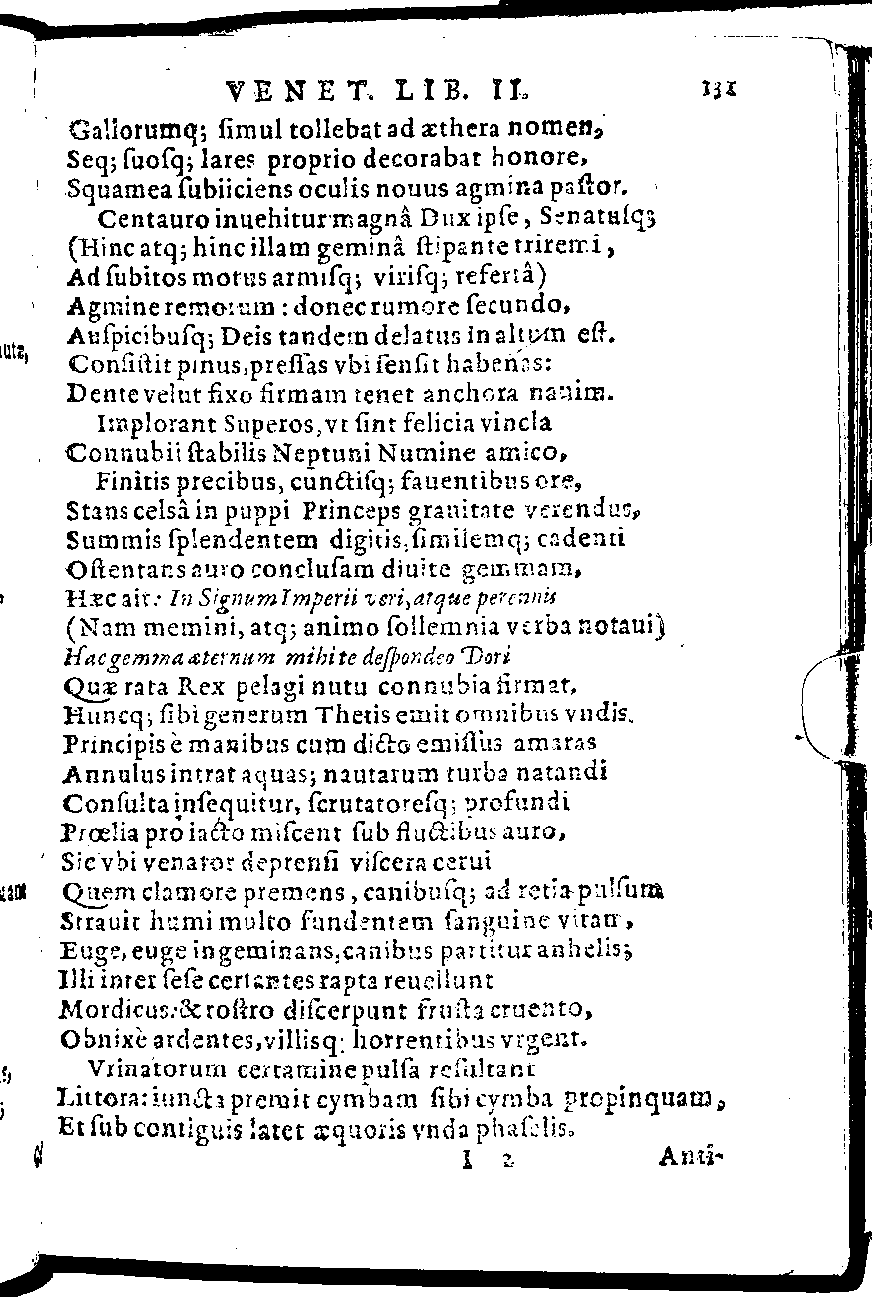 VENET. LIB. II. 131
Gallorumq; ſimul tollebat ad æthera nomen,
Seq; ſuoſq; lares proprio decorabat honore,
Squamea ſubiiciens oculis nouus agmina paſtor.
Centauro inuehitur magnâ Dux ipſe, Senatuſq;
(Hinc atq; hinc illam geminâ ſtipante triremi,
Ad ſubitos motus armiſq; viriſq; refertâ)
Agmine remorum: donec rumore ſecundo,
Auſpicibuſq; Deis tandem delatus in altum eſt.
Conſiſtit pinus, preſſas vbi ſenſit habenas:
Dente velut fixo firmam tenet anchora nauim.
Implorant Superos, vt ſint felicia vincla
Connubii ſtabilis Neptuni Numine amico,
Finitis precibus, cunctiſq; fauentibus ore,
Stans celsâ in puppi Princeps grauitate verendus,
Summis ſplendentem digitis, ſimilemq; cadenti
Oſtentans auro concluſam diuite gemmam,
Hæc ait: In Signum Imperii veri, atque perennis
(Nam memini, atq; animo ſollemnia verba notaui)
Hac gemma æternum mihi te deſpondeo Dori
Quæ rata Rex pelagi nutu connubia firmat,
Huncq; ſibi generum Thetis emit omnibus vndis.
Principis è manibus cum dicto emiſſus amaras
Annulus intrat aquas; nautarum turba natandi
Conſulta inſequitur, ſcrutatoreſq; profundi
Prœlia pro iacto miſcent ſub fluctibus auro,
Sic vbi venator deprenſi viſcera cerui
Quem clamore premens, canibuſq; ad retia pulſum
Strauit humi multo fundentem ſanguine vitam,
Euge, euge ingeminans, canibus partitur anhelis;
Illi inter ſeſe certantes rapta reuellunt
Mordicus: & roſtro diſcerpunt fruſta cruento,
Obnixè ardentes, villiſq; horrentibus vrgent.
Vrinatorum certamine pulſa reſultant
Littora: iuncta premit cymbam ſibi cymba propinquam,
Et ſub contiguis latet æquoris vnda phaſelis.
I 2 Anti-